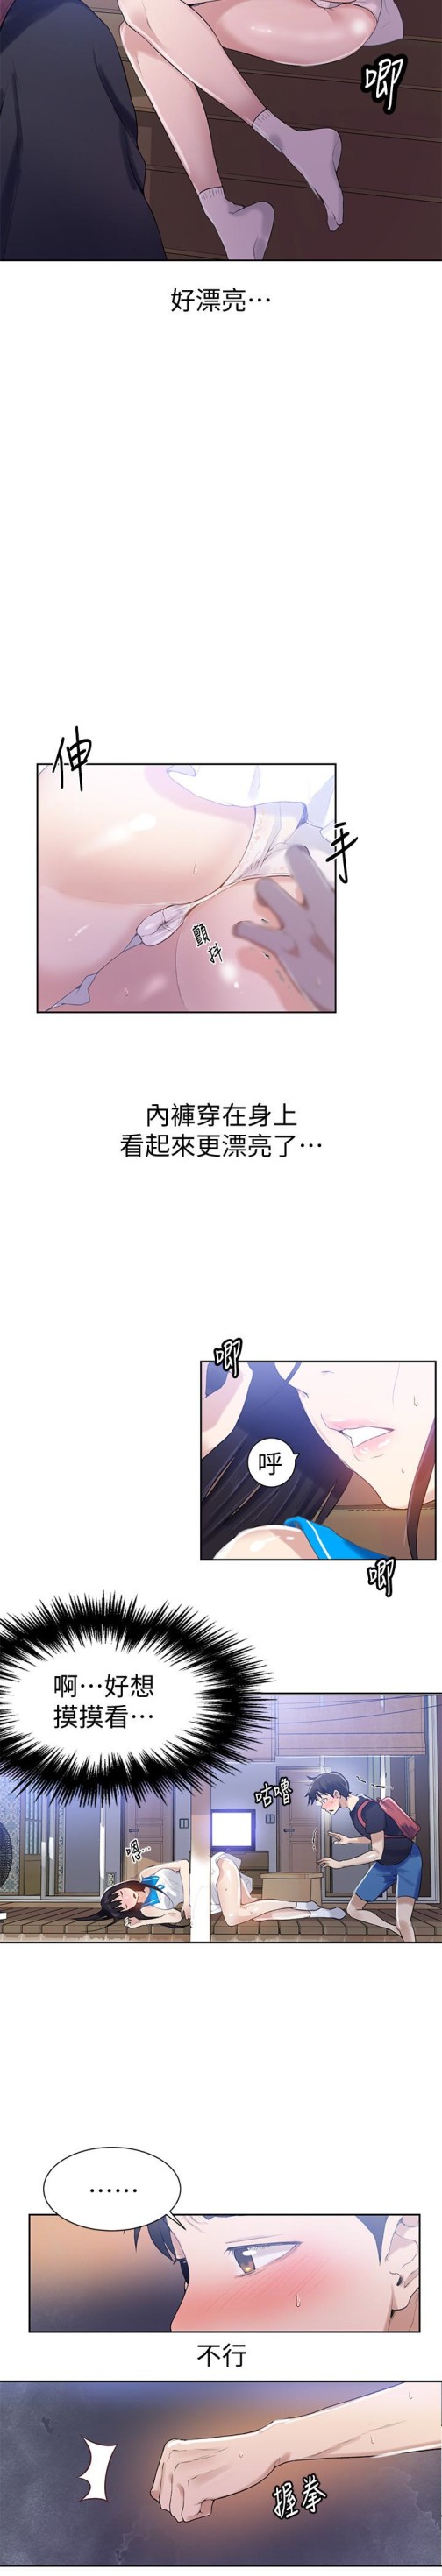 唧
好漂亮…
伸
手
顫抖
內褲穿在身上
看起來更漂亮了…
唧
呼
唧
啊…好想
摸摸看…
咕嚕
嗯…
……
不行
握拳